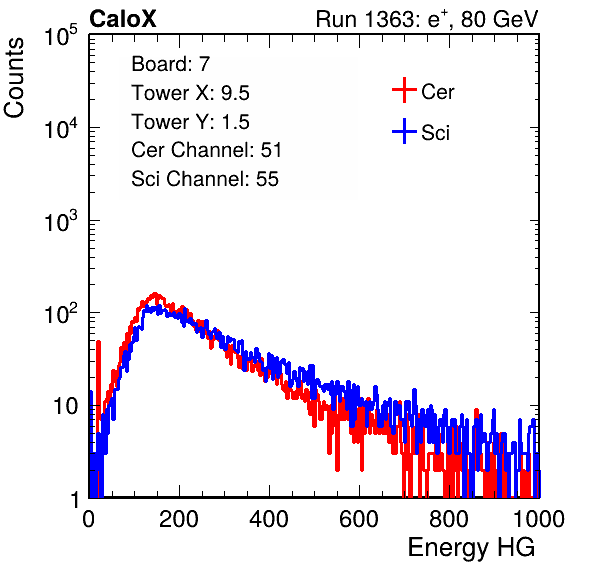 CaloX Run 1363: e⁺, 80 GeV
Counts
Board: 7
Tower X: 9.5
Tower Y: 1.5
Cer Channel: 51
Sci Channel: 55
Cer
Sci
10⁵
10⁴
10³
10²
10
1
0 200 400 600 800 1000
Energy HG